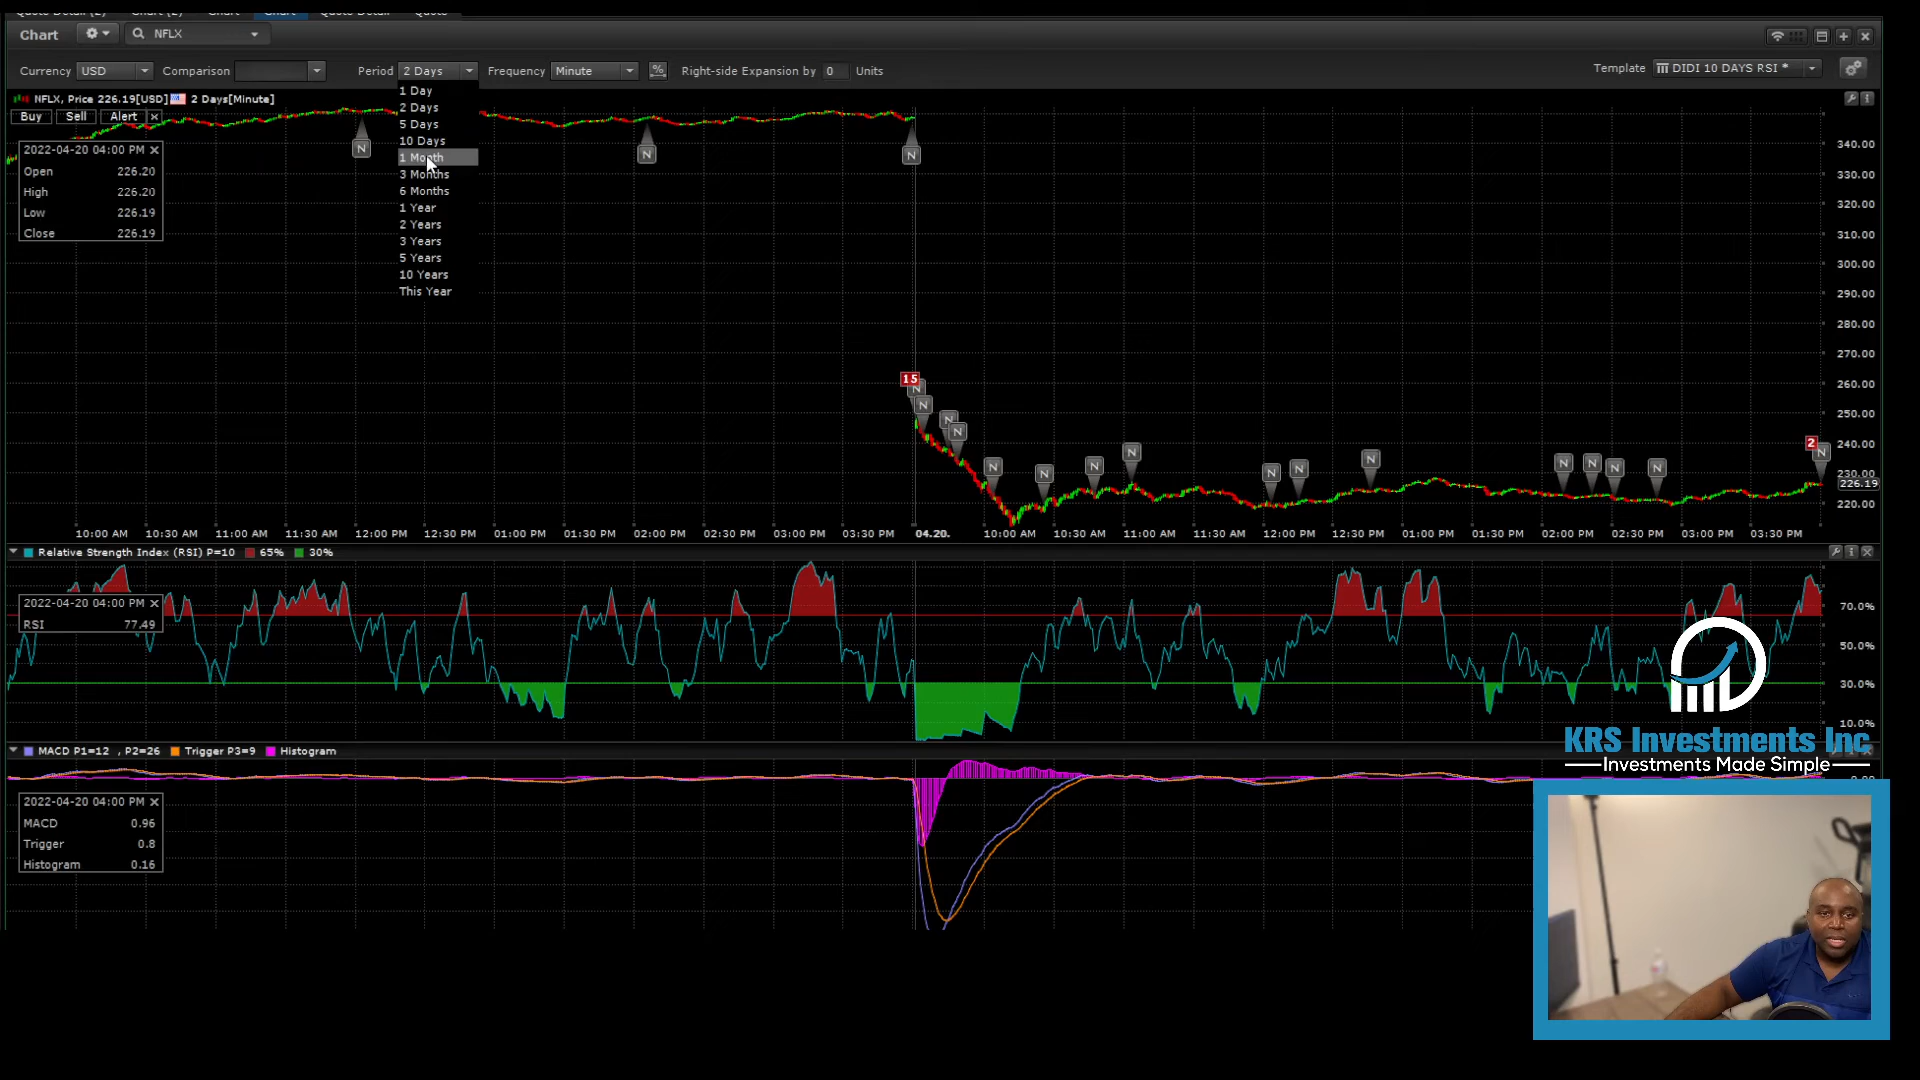 Quote Detail (2) Chart (2) Chart Chart Quote Detail Quote
Chart NFLX
Currency USD Comparison Period 2 Days Frequency Minute Right-side Expansion by 0 Units Template DIDI 10 DAYS RSI *
NFLX, Price 226.19[USD] 2 Days[Minute]
Buy Sell Alert
1 Day
2 Days
5 Days
10 Days
1 Month
3 Months
6 Months
1 Year
2 Years
3 Years
5 Years
10 Years
This Year
2022-04-20 04:00 PM
Open 226.20
High 226.20
Low 226.19
Close 226.19
N N N
340.00
330.00
320.00
310.00
300.00
290.00
280.00
270.00
260.00
250.00
240.00
230.00
226.19
220.00
15
N
N
N
N
N N N N N N N N N N N
2
N
10:00 AM 10:30 AM 11:00 AM 11:30 AM 12:00 PM 12:30 PM 01:00 PM 01:30 PM 02:00 PM 02:30 PM 03:00 PM 03:30 PM 04.20. 10:00 AM 10:30 AM 11:00 AM 11:30 AM 12:00 PM 12:30 PM 01:00 PM 01:30 PM 02:00 PM 02:30 PM 03:00 PM 03:30 PM
Relative Strength Index (RSI) P=10 65% 30%
2022-04-20 04:00 PM
RSI 77.49
70.0%
50.0%
30.0%
10.0%
MACD P1=12 , P2=26 Trigger P3=9 Histogram
2022-04-20 04:00 PM
MACD 0.96
Trigger 0.8
Histogram 0.16
KRS Investments Inc
Investments Made Simple